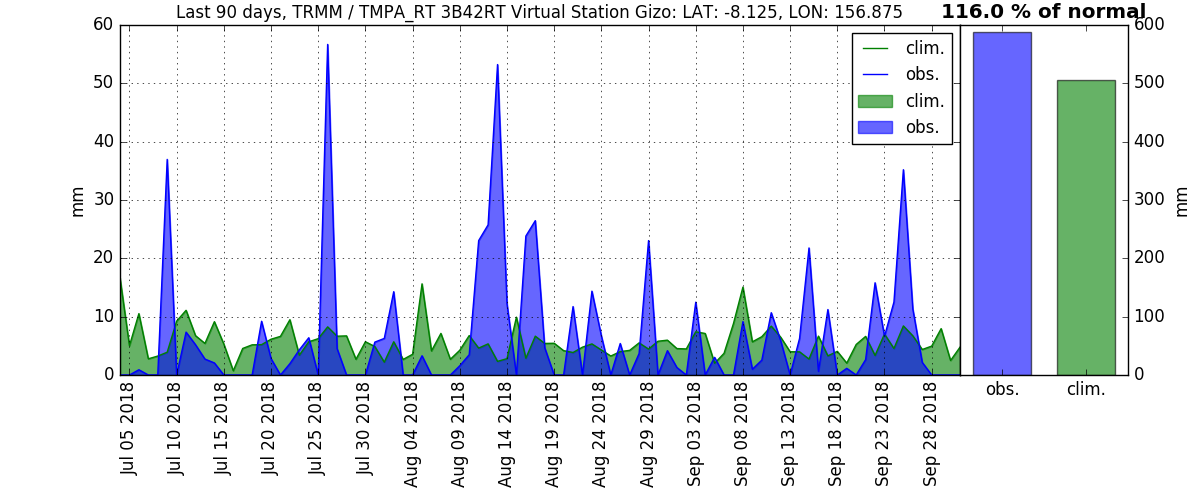 Last 90 days, TRMM / TMPA_RT 3B42RT Virtual Station Gizo: LAT: -8.125, LON: 156.875
116.0 % of normal
60
50
40
30
20
10
0
mm
clim.
obs.
clim.
obs.
600
500
400
300
200
100
0
mm
Jul 05 2018
Jul 10 2018
Jul 15 2018
Jul 20 2018
Jul 25 2018
Jul 30 2018
Aug 04 2018
Aug 09 2018
Aug 14 2018
Aug 19 2018
Aug 24 2018
Aug 29 2018
Sep 03 2018
Sep 08 2018
Sep 13 2018
Sep 18 2018
Sep 23 2018
Sep 28 2018
obs.
clim.